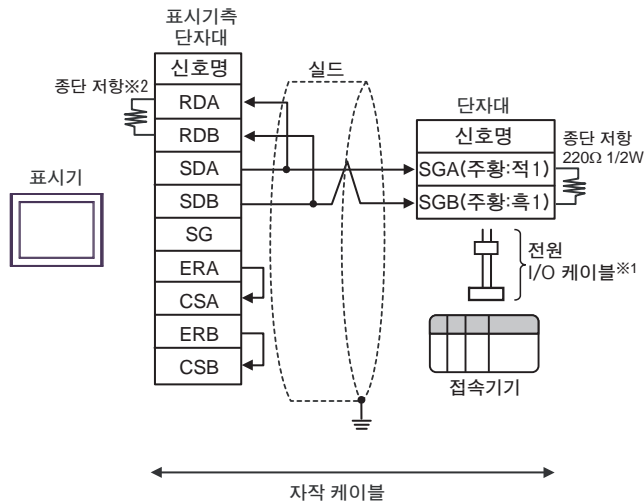 표시기측
단자대
신호명
종단 저항※2
RDA
RDB
SDA
SDB
SG
ERA
CSA
ERB
CSB
표시기
실드
단자대
신호명
SGA(주황:적1)
SGB(주황:흑1)
종단 저항
220Ω 1/2W
전원
I/O 케이블※1
접속기기
자작 케이블